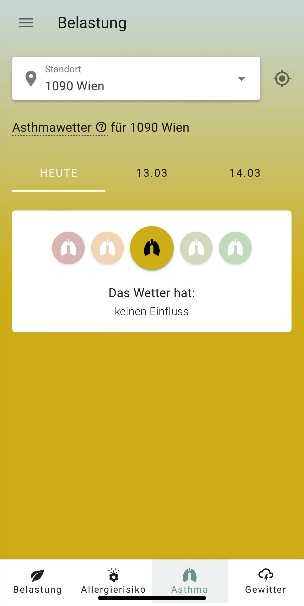 Belastung
Standort
1090 Wien
Asthmawetter ? für 1090 Wien
HEUTE 13.03 14.03
Das Wetter hat:
keinen Einfluss
Belastung Allergierisiko Asthma Gewitter